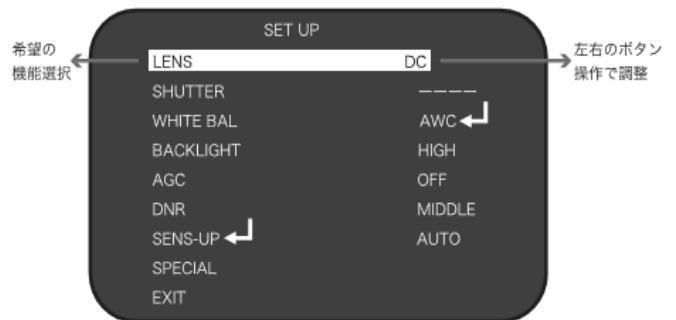 SET UP
希望の
機能選択
LENS DC
左右のボタン
操作で調整
SHUTTER ————
WHITE BAL AWC↵
BACKLIGHT HIGH
AGC OFF
DNR MIDDLE
SENS-UP↵ AUTO
SPECIAL
EXIT